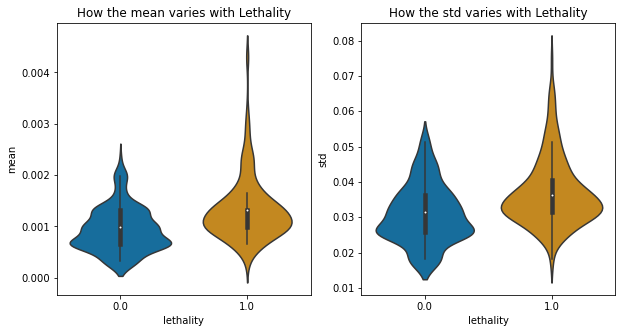 How the mean varies with Lethality
0.004
0.003
0.002
0.001
0.000
mean
0.0
1.0
lethality
How the std varies with Lethality
0.08
0.07
0.06
0.05
0.04
0.03
0.02
0.01
std
0.0
1.0
lethality